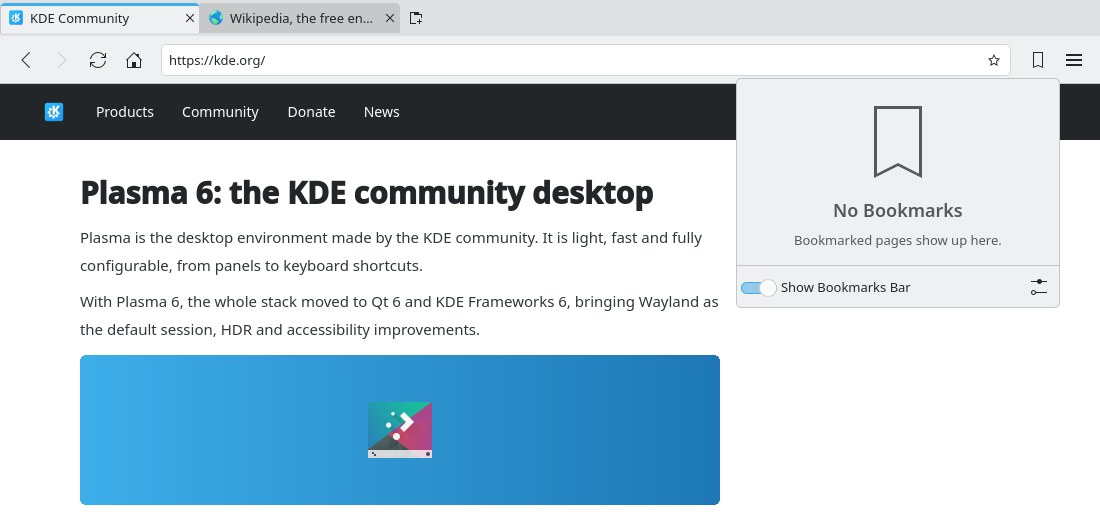 KDE Community
Wikipedia, the free en...
https://kde.org/
Products Community Donate News
No Bookmarks
Bookmarked pages show up here.
Show Bookmarks Bar
Plasma 6: the KDE community desktop
Plasma is the desktop environment made by the KDE community. It is light, fast and fully
configurable, from panels to keyboard shortcuts.
With Plasma 6, the whole stack moved to Qt 6 and KDE Frameworks 6, bringing Wayland as
the default session, HDR and accessibility improvements.